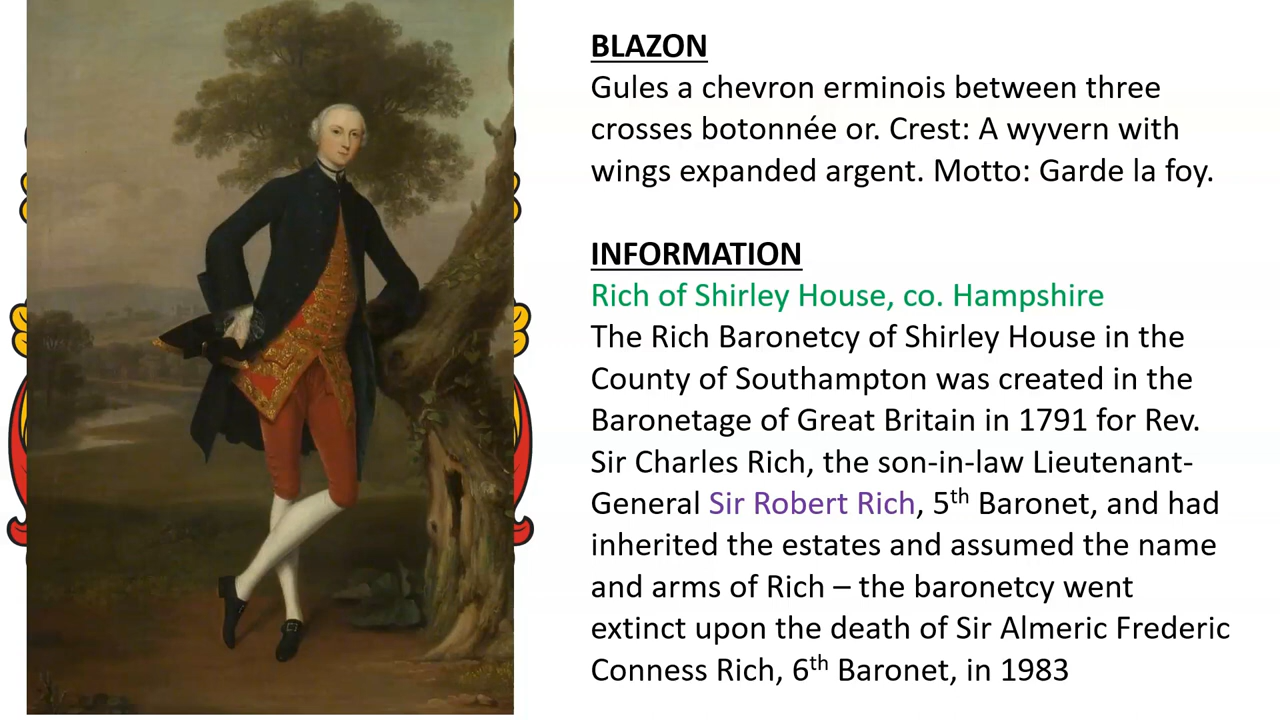 BLAZON
Gules a chevron erminois between three
crosses botonnée or. Crest: A wyvern with
wings expanded argent. Motto: Garde la foy.
INFORMATION
Rich of Shirley House, co. Hampshire
The Rich Baronetcy of Shirley House in the
County of Southampton was created in the
Baronetage of Great Britain in 1791 for Rev.
Sir Charles Rich, the son-in-law Lieutenant-
General Sir Robert Rich, 5th Baronet, and had
inherited the estates and assumed the name
and arms of Rich – the baronetcy went
extinct upon the death of Sir Almeric Frederic
Conness Rich, 6th Baronet, in 1983